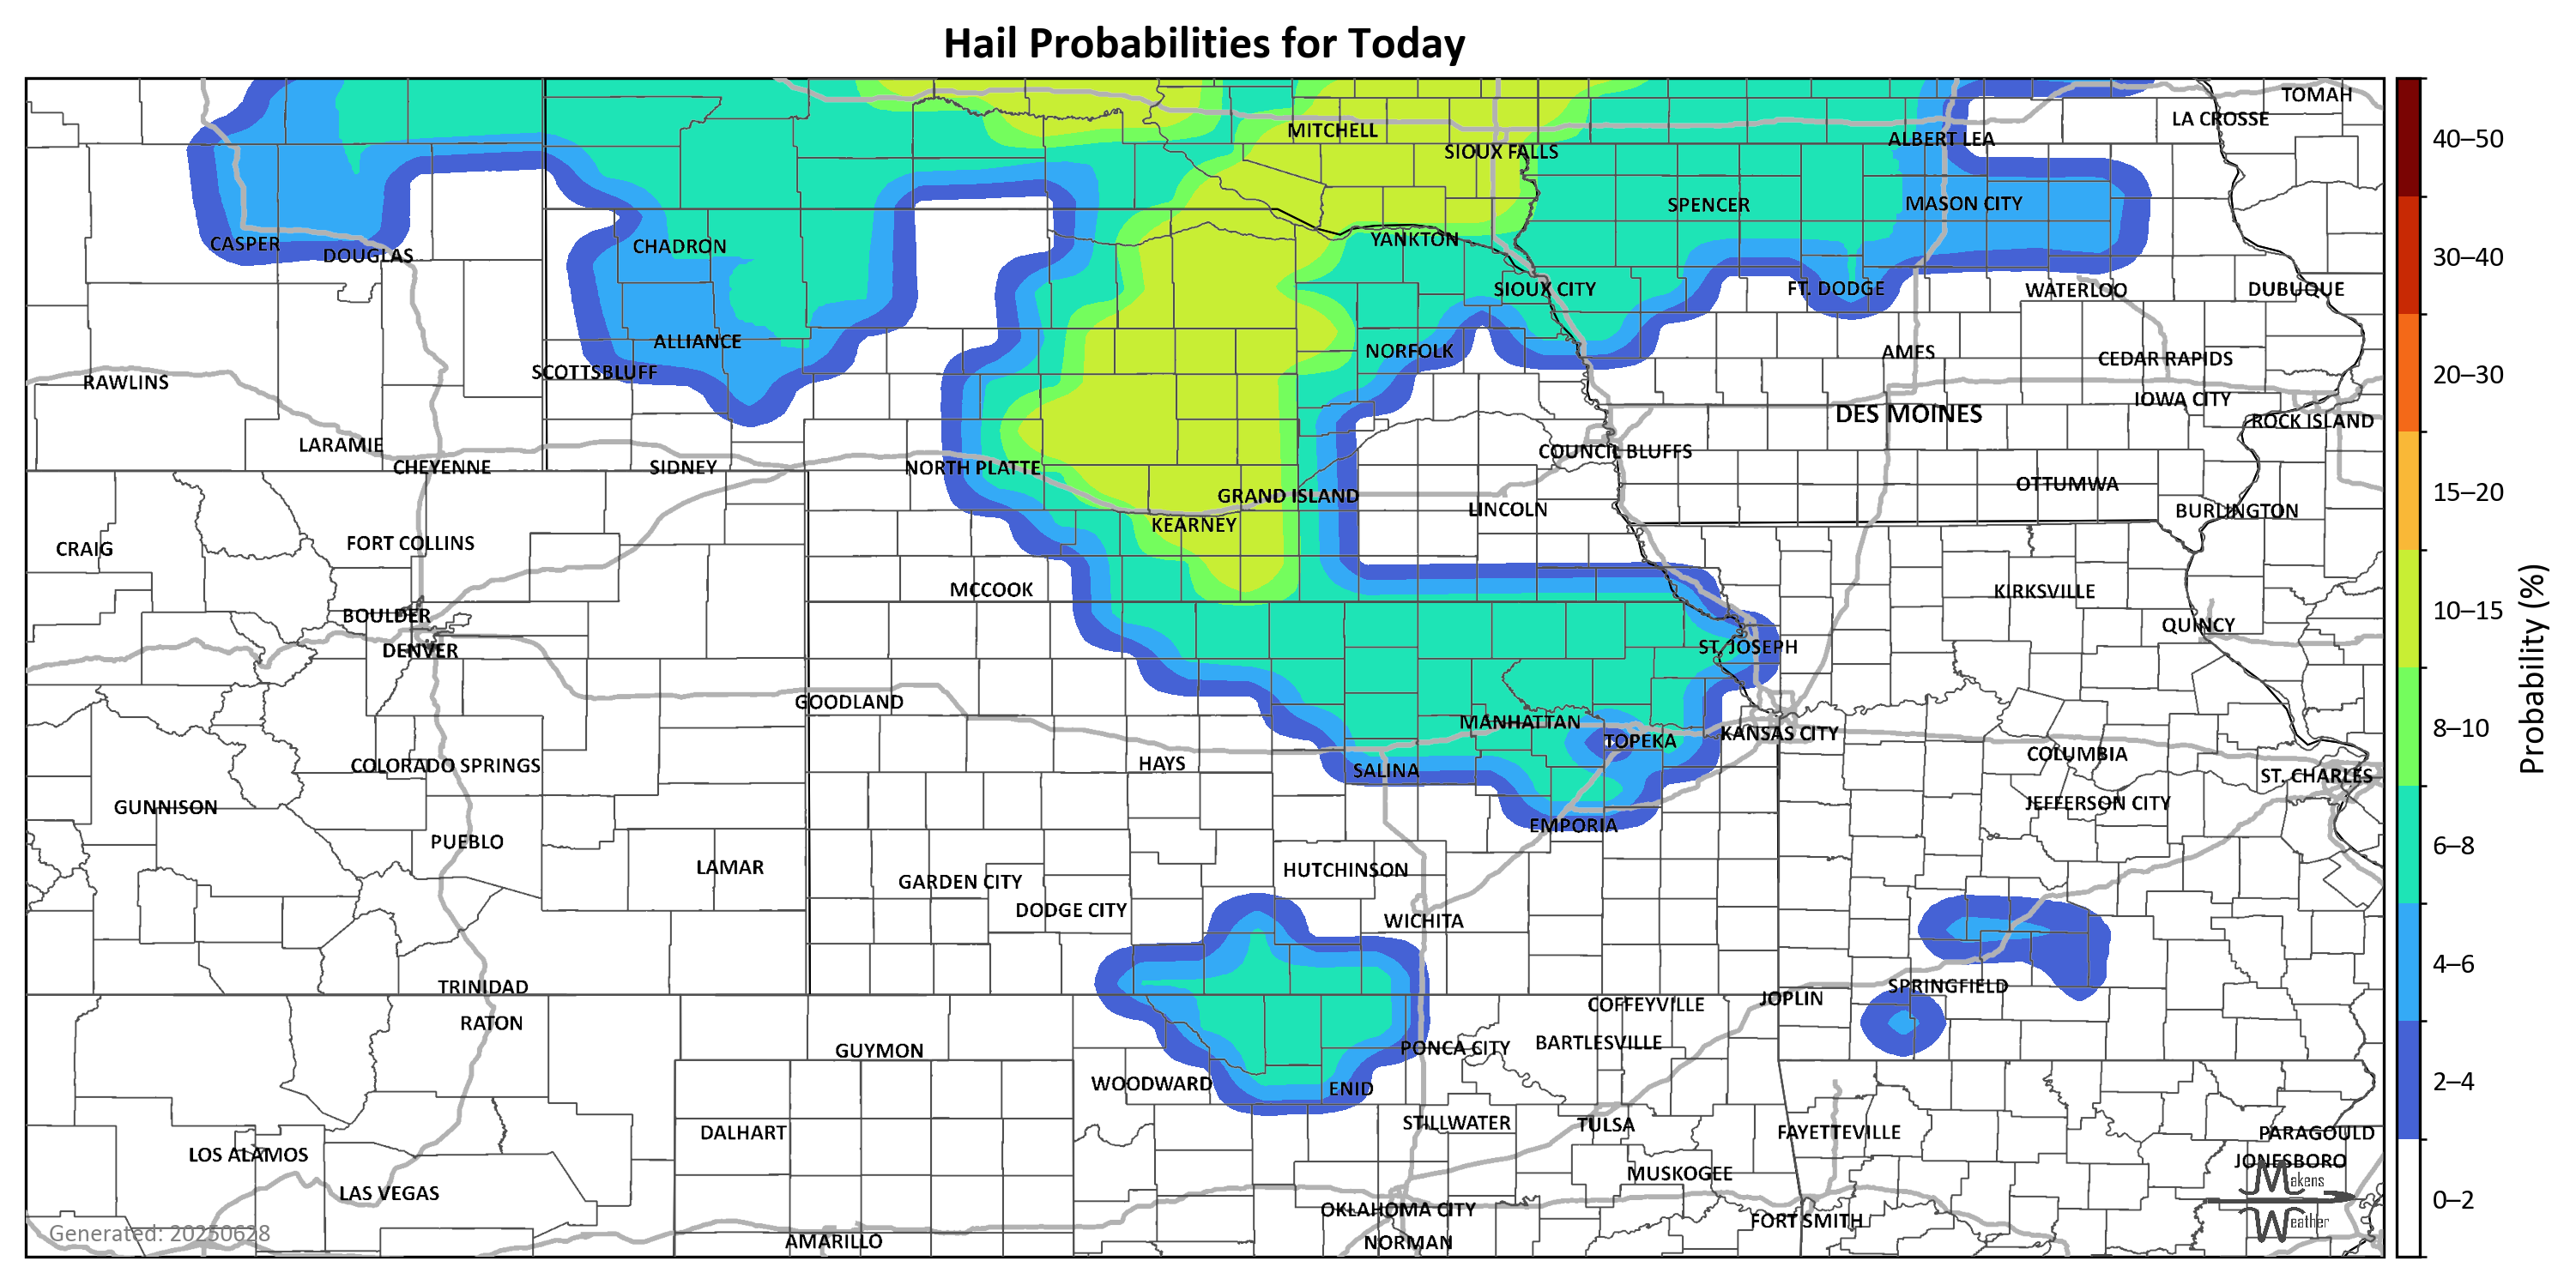 Hail Probabilities for Today
TOMAH
LA CROSSE
MITCHELL
ALBERT LEA
SIOUX FALLS
SPENCER
MASON CITY
CASPER
DOUGLAS
CHADRON
YANKTON
SIOUX CITY
FT. DODGE
WATERLOO
DUBUQUE
ALLIANCE
NORFOLK
AMES
CEDAR RAPIDS
RAWLINS
SCOTTSBLUFF
IOWA CITY
DES MOINES
ROCK ISLAND
LARAMIE
CHEYENNE
SIDNEY
NORTH PLATTE
COUNCIL BLUFFS
GRAND ISLAND
OTTUMWA
LINCOLN
BURLINGTON
KEARNEY
CRAIG
FORT COLLINS
MCCOOK
KIRKSVILLE
BOULDER
QUINCY
DENVER
ST. JOSEPH
GOODLAND
MANHATTAN
TOPEKA
KANSAS CITY
COLUMBIA
COLORADO SPRINGS
HAYS
SALINA
ST. CHARLES
GUNNISON
JEFFERSON CITY
PUEBLO
EMPORIA
LAMAR
HUTCHINSON
GARDEN CITY
DODGE CITY
WICHITA
TRINIDAD
SPRINGFIELD
COFFEYVILLE
JOPLIN
RATON
GUYMON
PONCA CITY
BARTLESVILLE
WOODWARD
ENID
STILLWATER
TULSA
DALHART
FAYETTEVILLE
PARAGOULD
LOS ALAMOS
JONESBORO
MUSKOGEE
LAS VEGAS
OKLAHOMA CITY
FORT SMITH
AMARILLO
NORMAN
Makens
Weather
Generated: 20250628
40–50
30–40
20–30
15–20
10–15
8–10
6–8
4–6
2–4
0–2
Probability (%)